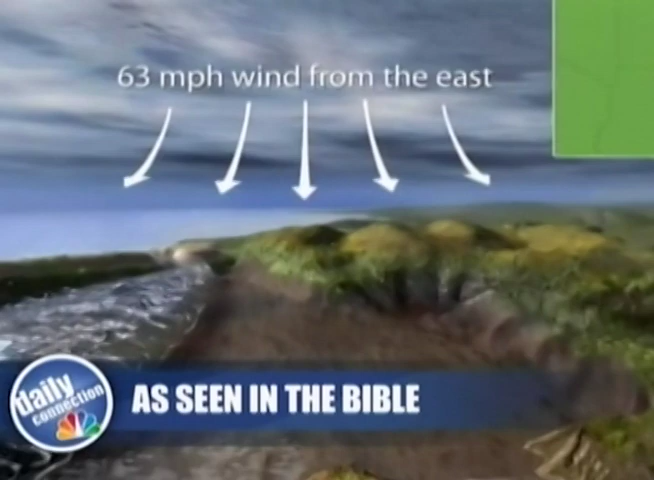 63 mph wind from the east
daily
connection
AS SEEN IN THE BIBLE